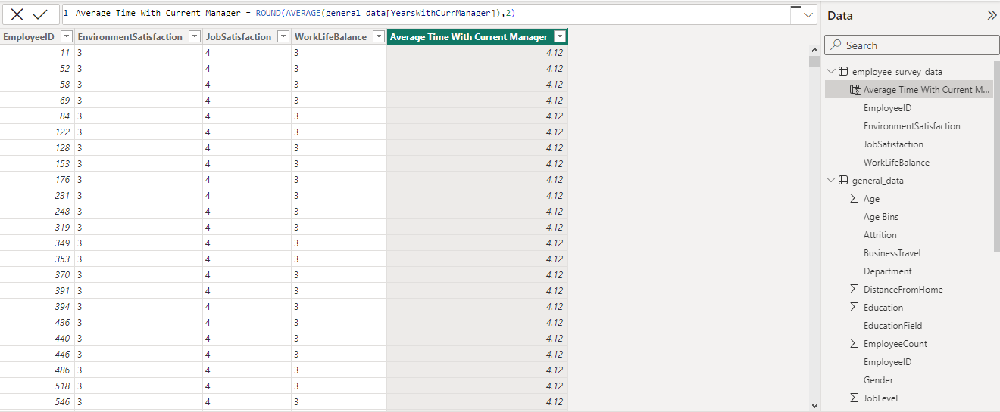 1 Average Time With Current Manager = ROUND(AVERAGE(general_data[YearsWithCurrManager]),2)
EmployeeID EnvironmentSatisfaction JobSatisfaction WorkLifeBalance Average Time With Current Manager
11 3 4 3 4.12
52 3 4 3 4.12
58 3 4 3 4.12
69 3 4 3 4.12
84 3 4 3 4.12
122 3 4 3 4.12
128 3 4 3 4.12
153 3 4 3 4.12
176 3 4 3 4.12
231 3 4 3 4.12
248 3 4 3 4.12
319 3 4 3 4.12
349 3 4 3 4.12
353 3 4 3 4.12
370 3 4 3 4.12
391 3 4 3 4.12
394 3 4 3 4.12
436 3 4 3 4.12
440 3 4 3 4.12
446 3 4 3 4.12
486 3 4 3 4.12
518 3 4 3 4.12
546 3 4 3 4.12
Data
Search
employee_survey_data
Average Time With Current M...
EmployeeID
EnvironmentSatisfaction
JobSatisfaction
WorkLifeBalance
general_data
Age
Age Bins
Attrition
BusinessTravel
Department
DistanceFromHome
Education
EducationField
EmployeeCount
EmployeeID
Gender
JobLevel